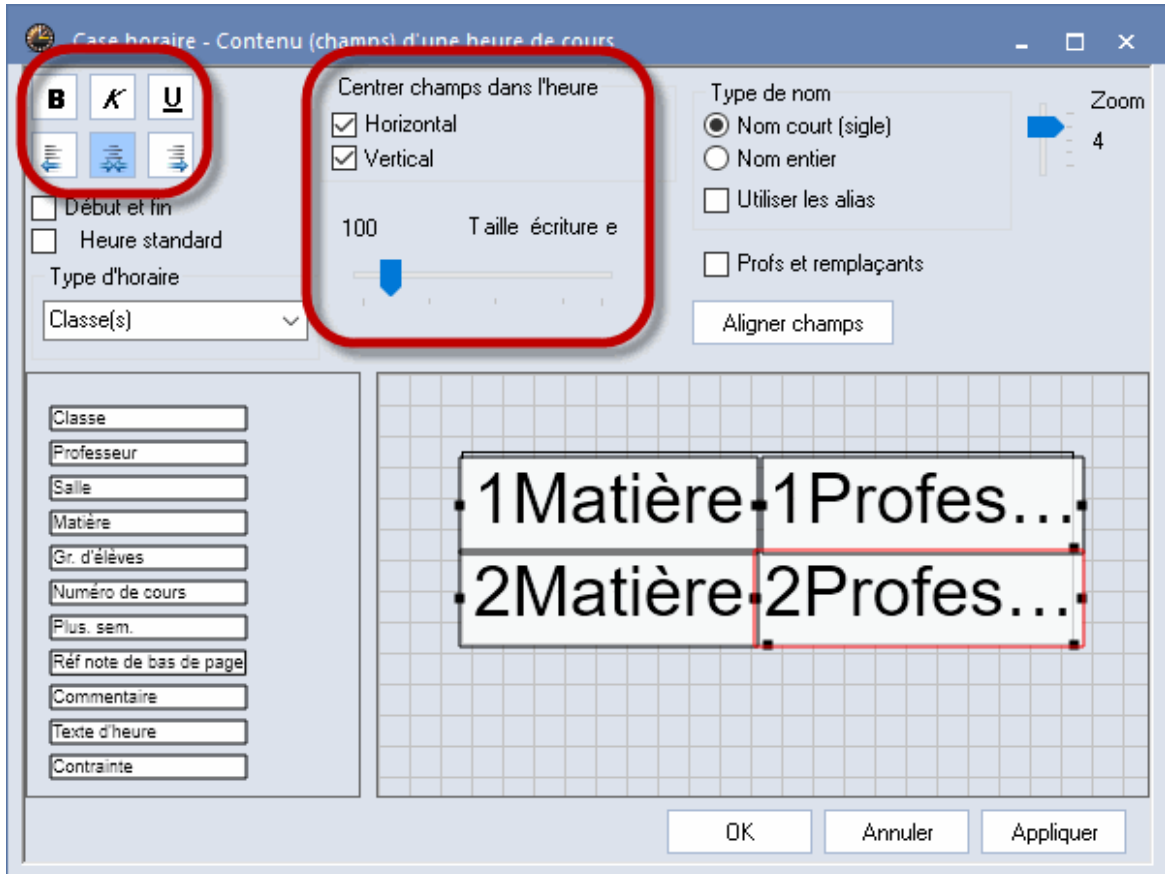 Case horaire - Contenu (champs) d'une heure de cours
B K U
Début et fin
Heure standard
Type d'horaire
Classe(s)
Centrer champs dans l'heure
Horizontal
Vertical
100 Taille écriture e
Type de nom
Nom court (sigle)
Nom entier
Utiliser les alias
Profs et remplaçants
Aligner champs
Zoom
4
Classe
Professeur
Salle
Matière
Gr. d'élèves
Numéro de cours
Plus. sem.
Réf note de bas de page
Commentaire
Texte d'heure
Contrainte
1Matière 1Profes...
2Matière 2Profes...
OK Annuler Appliquer